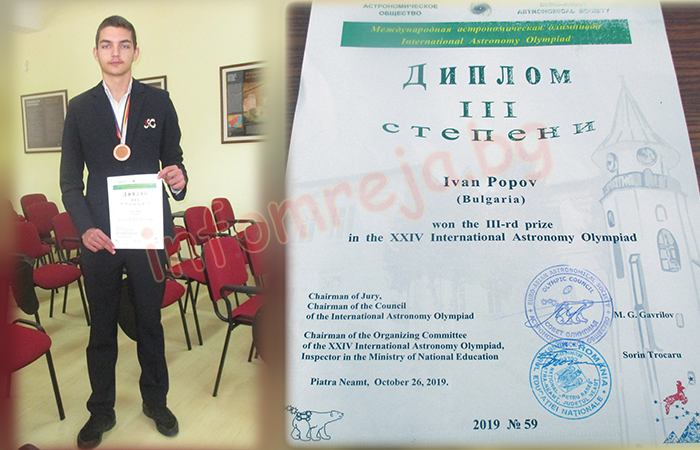 АСТРОНОМИЧЕСКОЕ
ОБЩЕСТВО
ASTRONOMICAL SOCIETY
Международная астрономическая олимпиада
International Astronomy Olympiad
Диплом
III
степени
Ivan Popov
(Bulgaria)
won the III-rd prize
in the XXIV International Astronomy Olympiad
Chairman of Jury,
Chairman of the Council
of the International Astronomy Olympiad
M. G. Gavrilov
Chairman of the Organizing Committee
of the XXIV International Astronomy Olympiad,
Inspector in the Ministry of National Education
Sorin Trocaru
Piatra Neamt, October 26, 2019.
2019 № 59
OLYMPIC COUNCIL
infomreja.bg
Диплом